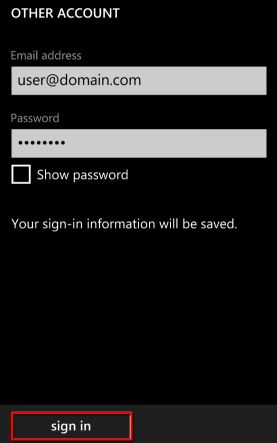 OTHER ACCOUNT
Email address
user@domain.com
Password
••••••••
Show password
Your sign-in information will be saved.
sign in